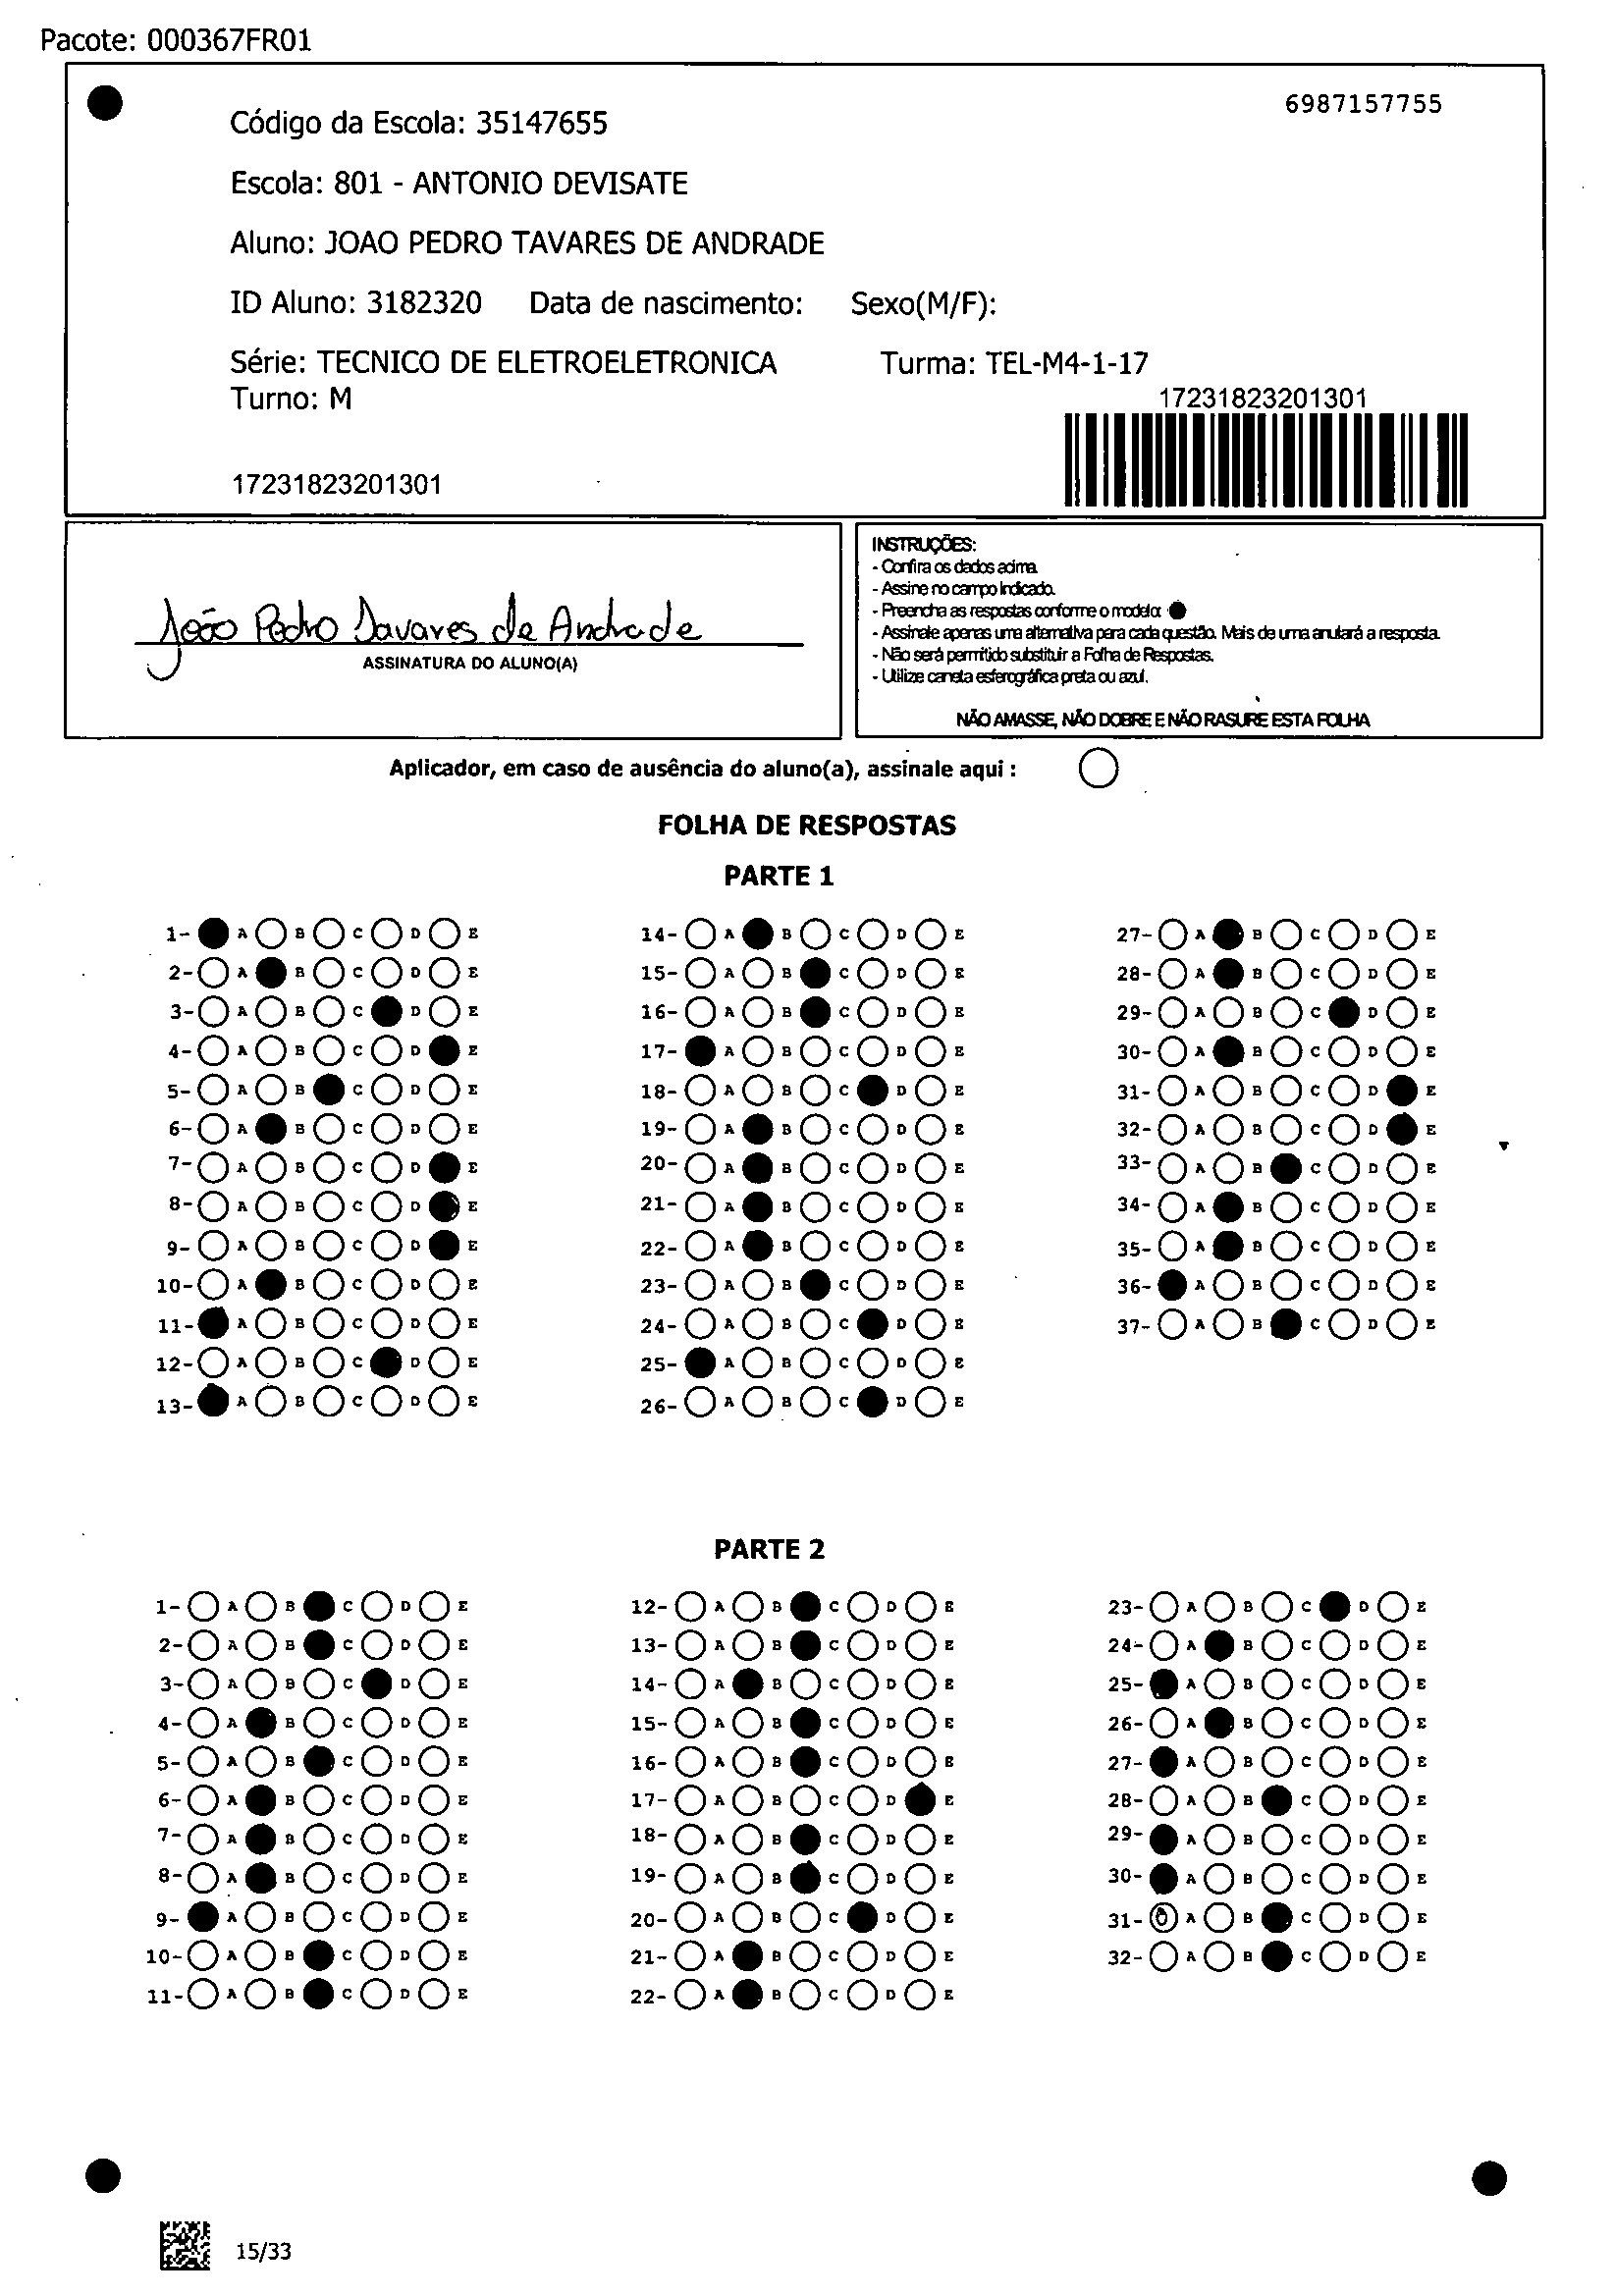 Pacote: 000367FR01
6987157755
Código da Escola: 35147655
Escola: 801 - ANTONIO DEVISATE
Aluno: JOAO PEDRO TAVARES DE ANDRADE
ID Aluno: 3182320 Data de nascimento: Sexo(M/F):
Série: TECNICO DE ELETROELETRONICA Turma: TEL-M4-1-17
Turno: M
17231823201301
17231823201301
João Pedro Tavares de Andrade
ASSINATURA DO ALUNO(A)
INSTRUÇÕES:
- Confira os dados acima.
- Assine no campo indicado.
- Preencha as respostas conforme o modelo:
- Assinale apenas uma alternativa para cada questão. Mais de uma anulará a resposta.
- Não será permitido substituir a Folha de Respostas.
- Utilize caneta esferográfica preta ou azul.
NÃO AMASSE, NÃO DOBRE E NÃO RASURE ESTA FOLHA
Aplicador, em caso de ausência do aluno(a), assinale aqui :
FOLHA DE RESPOSTAS
PARTE 1
1- A B C D E
2- A B C D E
3- A B C D E
4- A B C D E
5- A B C D E
6- A B C D E
7- A B C D E
8- A B C D E
9- A B C D E
10- A B C D E
11- A B C D E
12- A B C D E
13- A B C D E
14- A B C D E
15- A B C D E
16- A B C D E
17- A B C D E
18- A B C D E
19- A B C D E
20- A B C D E
21- A B C D E
22- A B C D E
23- A B C D E
24- A B C D E
25- A B C D E
26- A B C D E
27- A B C D E
28- A B C D E
29- A B C D E
30- A B C D E
31- A B C D E
32- A B C D E
33- A B C D E
34- A B C D E
35- A B C D E
36- A B C D E
37- A B C D E
PARTE 2
1- A B C D E
2- A B C D E
3- A B C D E
4- A B C D E
5- A B C D E
6- A B C D E
7- A B C D E
8- A B C D E
9- A B C D E
10- A B C D E
11- A B C D E
12- A B C D E
13- A B C D E
14- A B C D E
15- A B C D E
16- A B C D E
17- A B C D E
18- A B C D E
19- A B C D E
20- A B C D E
21- A B C D E
22- A B C D E
23- A B C D E
24- A B C D E
25- A B C D E
26- A B C D E
27- A B C D E
28- A B C D E
29- A B C D E
30- A B C D E
31- A B C D E
32- A B C D E
15/33